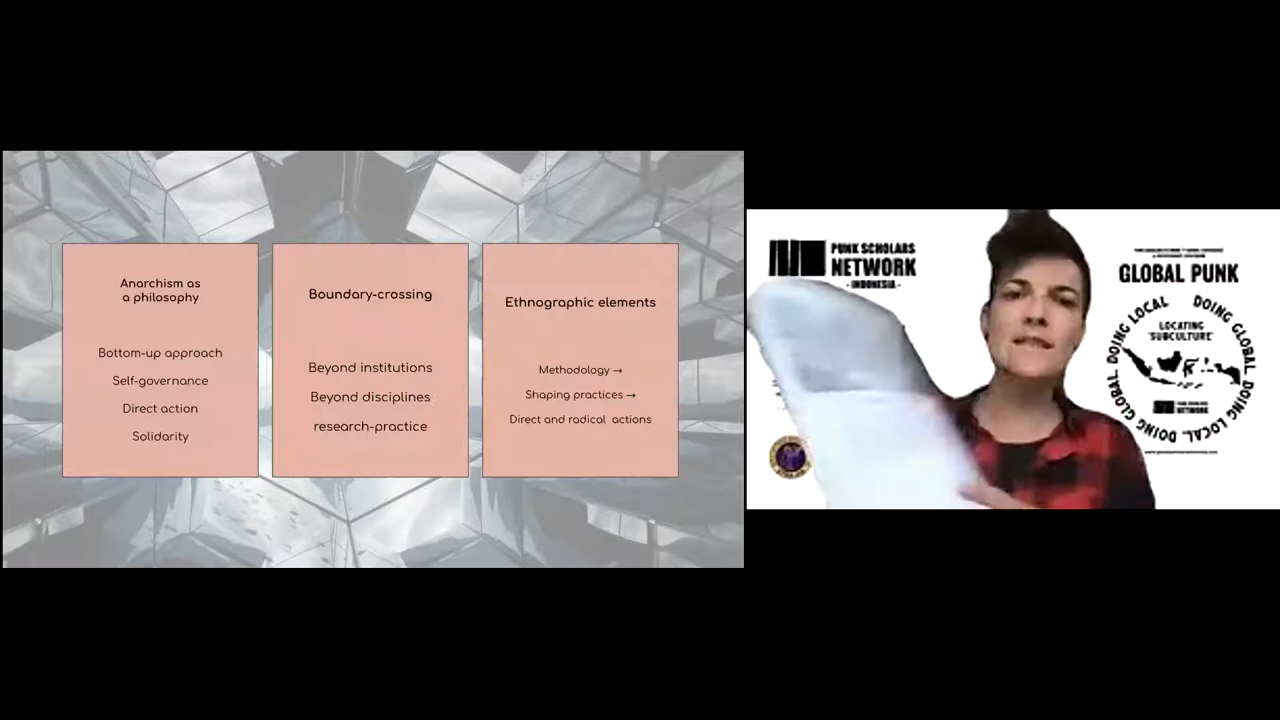 Anarchism as
a philosophy
Bottom-up approach
Self-governance
Direct action
Solidarity
Boundary-crossing
Beyond institutions
Beyond disciplines
research-practice
Ethnographic elements
Methodology →
Shaping practices →
Direct and radical actions
PUNK SCHOLARS
NETWORK
- INDONESIA -
GLOBAL PUNK
DOING GLOBAL DOING LOCAL DOING GLOBAL DOING LOCAL
LOCATING
'SUBCULTURE'
PUNK SCHOLARS
NETWORK